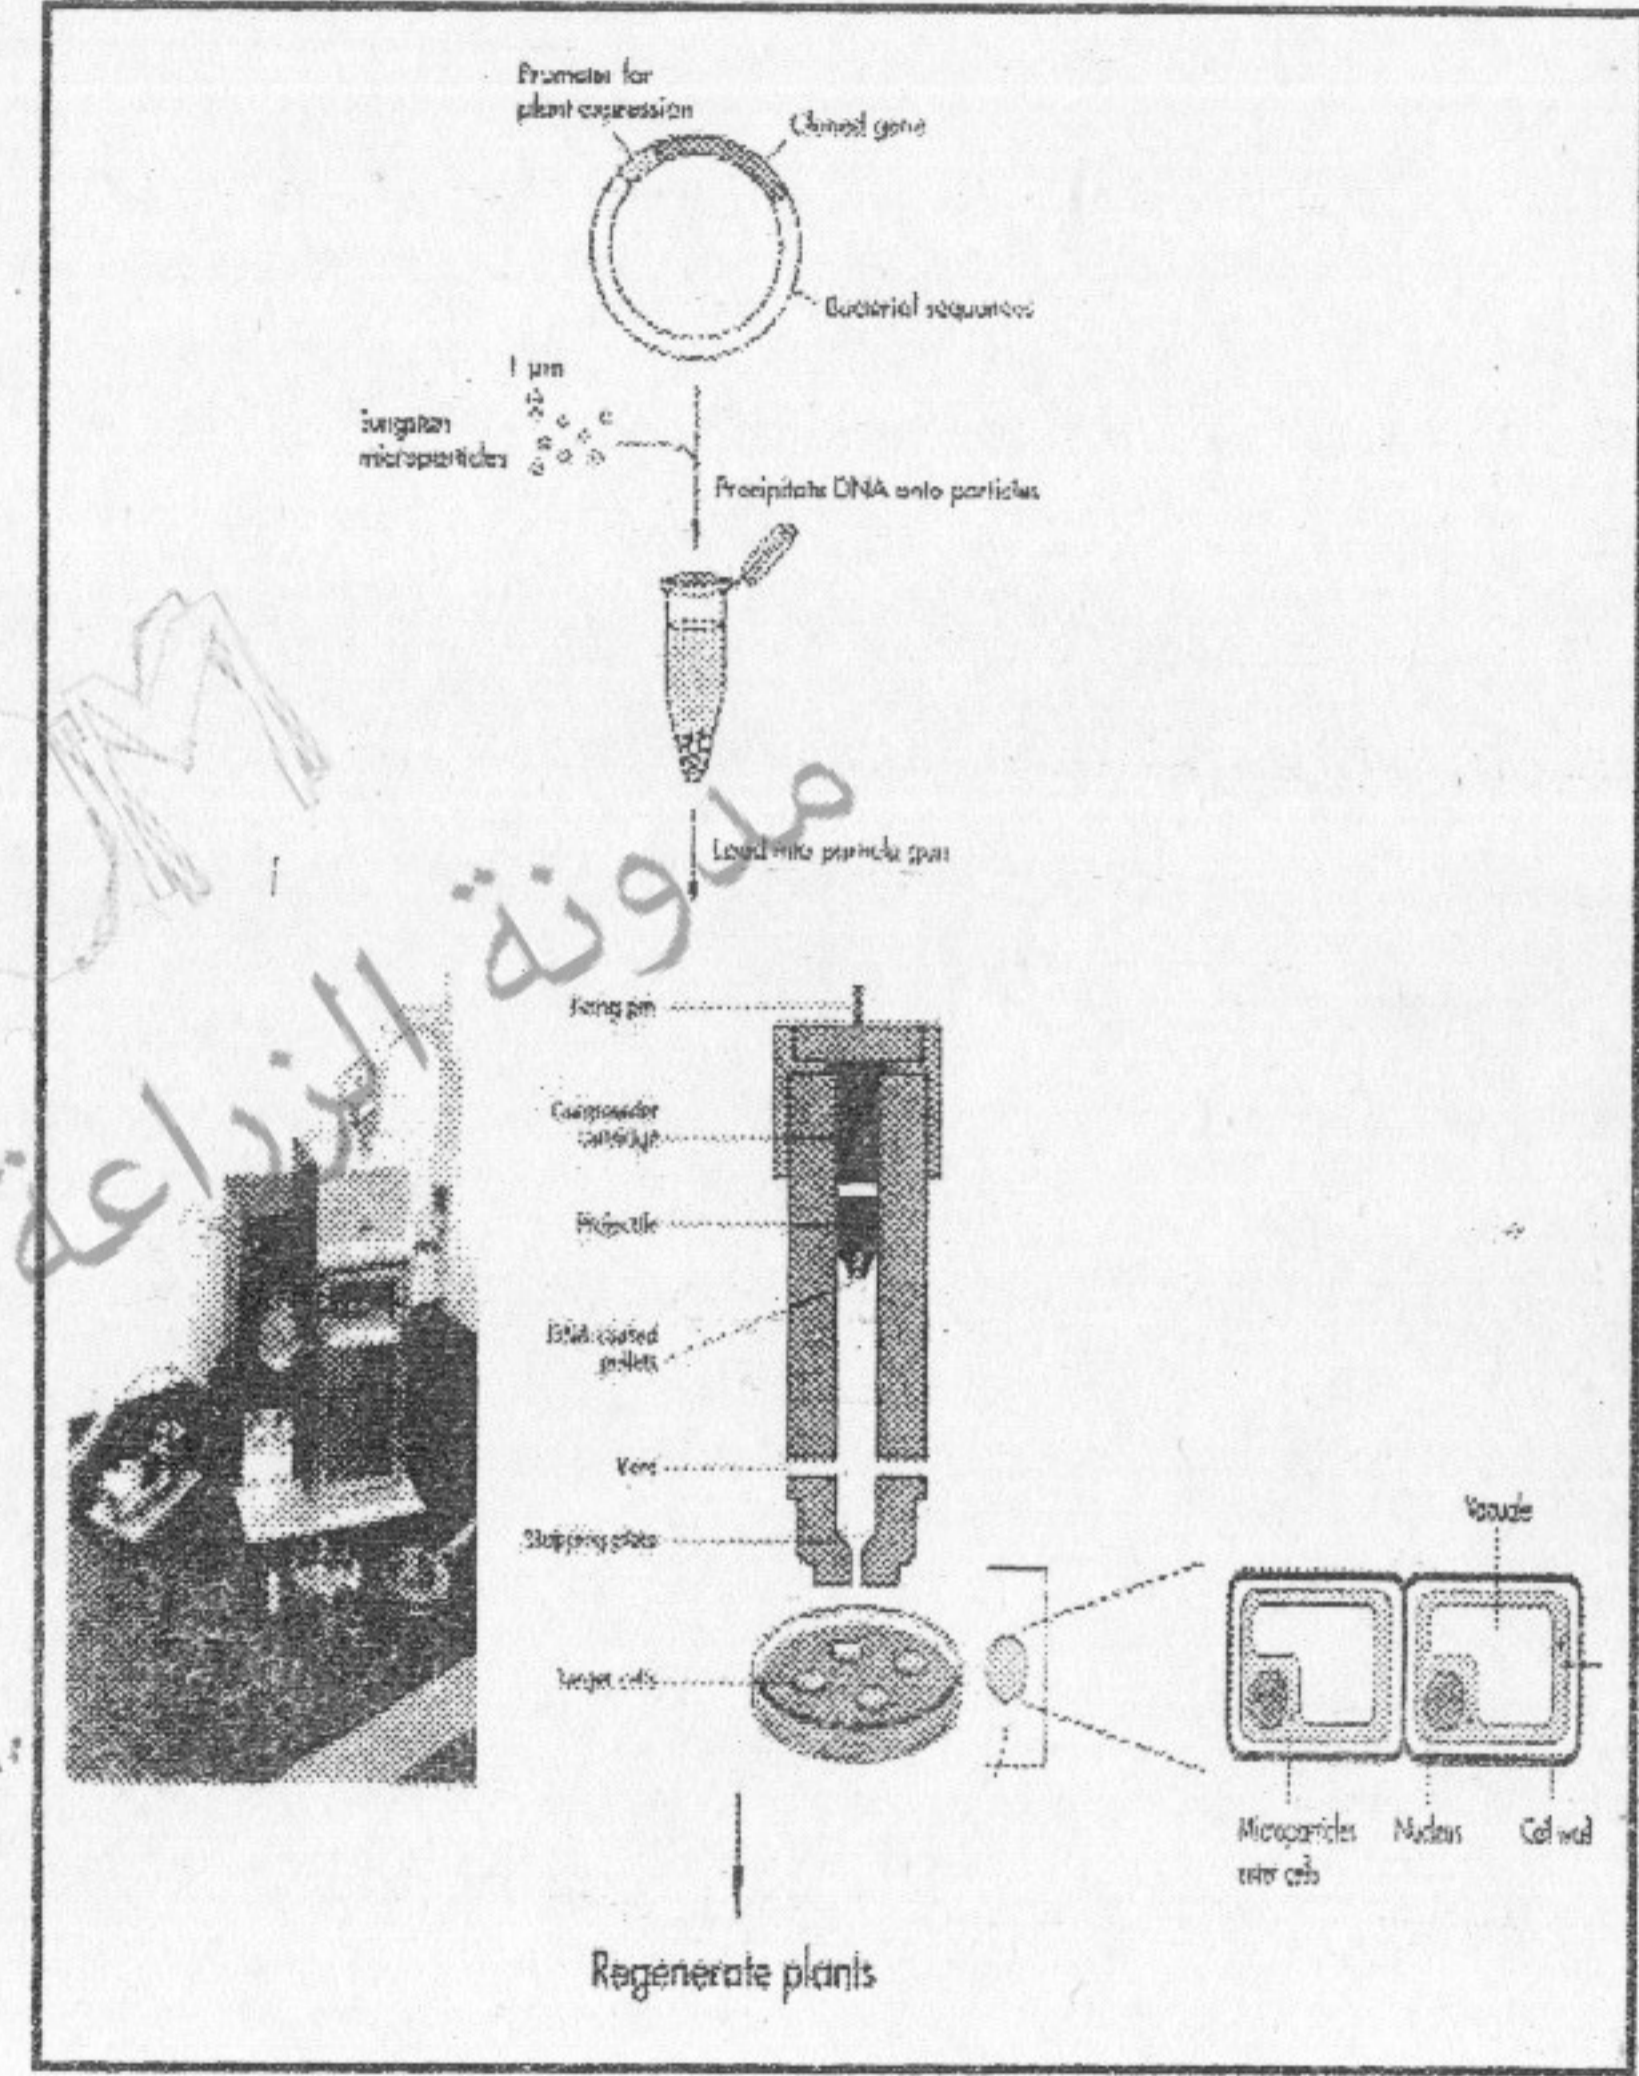 Promoter for
plant expression
Cloned gene
Bacterial sequences
1 µm
Tungsten
microparticles
Precipitate DNA onto particles
Load into particle gun
مدونة الزراعة
Firing pin
Gunpowder
cartridge
Projectile
DNA-coated
pellets
Vent
Stopping plate
Target cells
Vacuole
Microparticles
enter cells
Nucleus
Cell wall
Regenerate plants